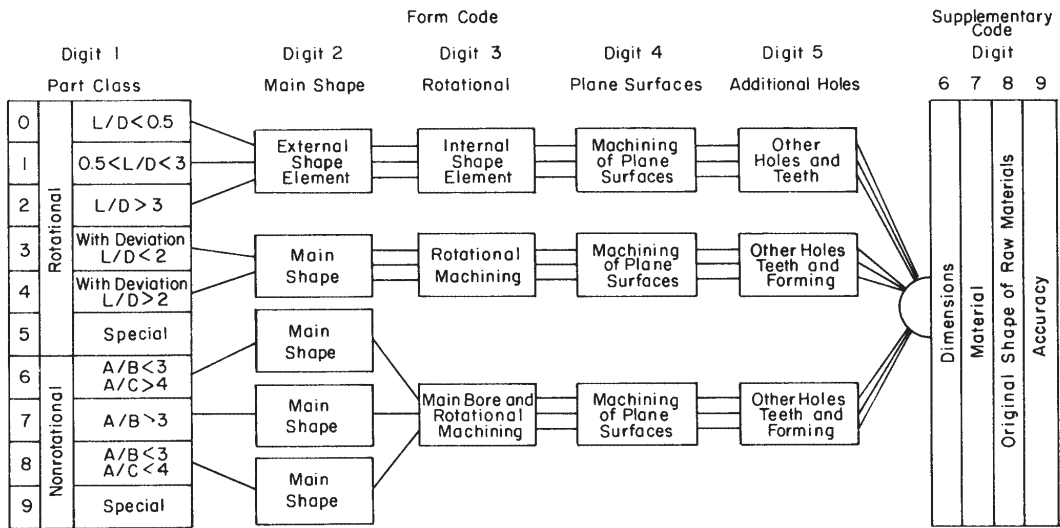 Form Code
Supplementary
Code
Digit 1
Digit 2
Digit 3
Digit 4
Digit 5
Digit
Part Class
Main Shape
Rotational
Plane Surfaces
Additional Holes
6 7 8 9
Rotational
0 L/D<0.5
1 0.5<L/D<3
2 L/D>3
3 With Deviation
L/D<2
4 With Deviation
L/D>2
5 Special
Nonrotational
6 A/B<3
A/C>4
7 A/B>3
8 A/B<3
A/C<4
9 Special
External
Shape
Element
Internal
Shape
Element
Machining
of Plane
Surfaces
Other
Holes and
Teeth
Main
Shape
Rotational
Machining
Machining
of Plane
Surfaces
Other Holes
Teeth and
Forming
Main
Shape
Main
Shape
Main
Shape
Main Bore and
Rotational
Machining
Machining
of Plane
Surfaces
Other Holes
Teeth and
Forming
Dimensions
Material
Original Shape of Raw Materials
Accuracy